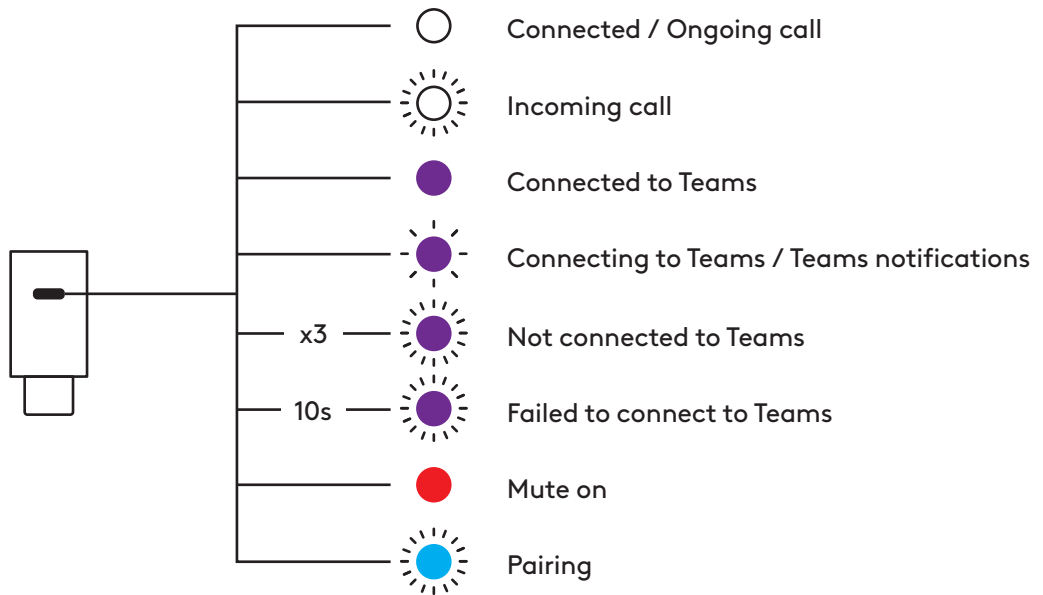 Connected / Ongoing call
Incoming call
Connected to Teams
Connecting to Teams / Teams notifications
x3 Not connected to Teams
10s Failed to connect to Teams
Mute on
Pairing